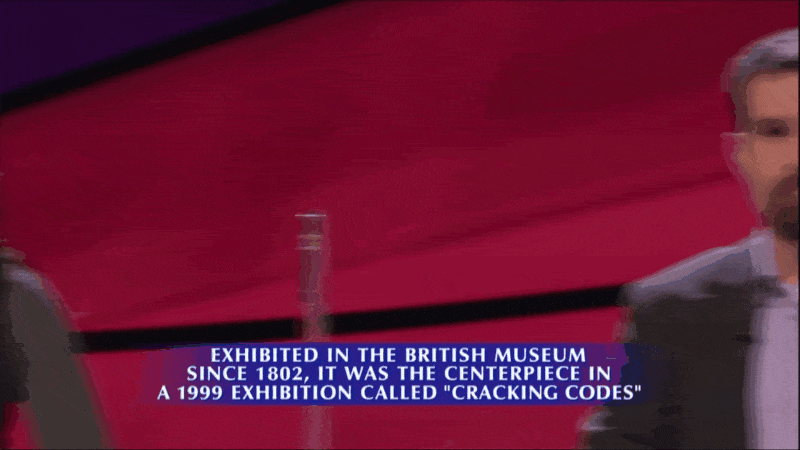 EXHIBITED IN THE BRITISH MUSEUM
SINCE 1802, IT WAS THE CENTERPIECE IN
A 1999 EXHIBITION CALLED "CRACKING CODES"